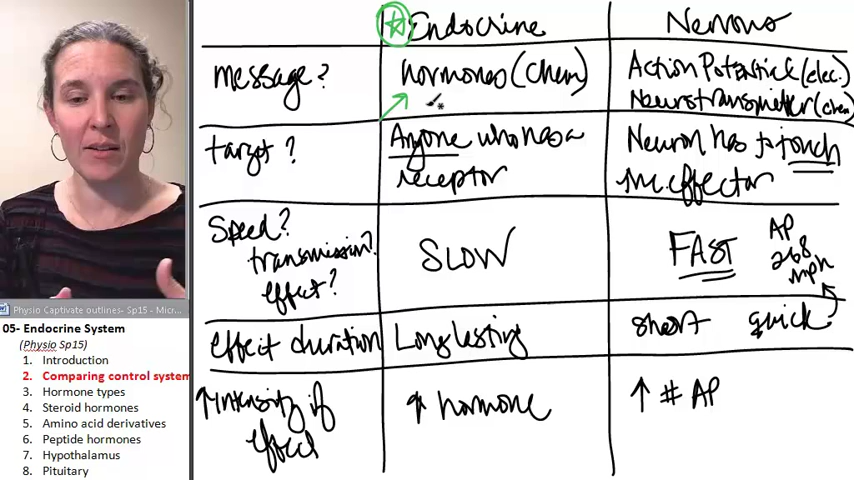 Endocrine
Nervous
message?
hormones (chem)
Action Potential (elec.)
Neurotransmitter (chem)
target?
Anyone who has a
receptor
Neuron has to touch
the effector
Speed?
transmission?
effect?
SLOW
FAST
AP
268
mph
effect duration
Long lasting
short
quick
↑ intensity of
effect
↑ hormone
↑ # AP
Physio Captivate outlines- Sp15 - Micr...
05- Endocrine System
(Physio Sp15)
1. Introduction
2. Comparing control system
3. Hormone types
4. Steroid hormones
5. Amino acid derivatives
6. Peptide hormones
7. Hypothalamus
8. Pituitary